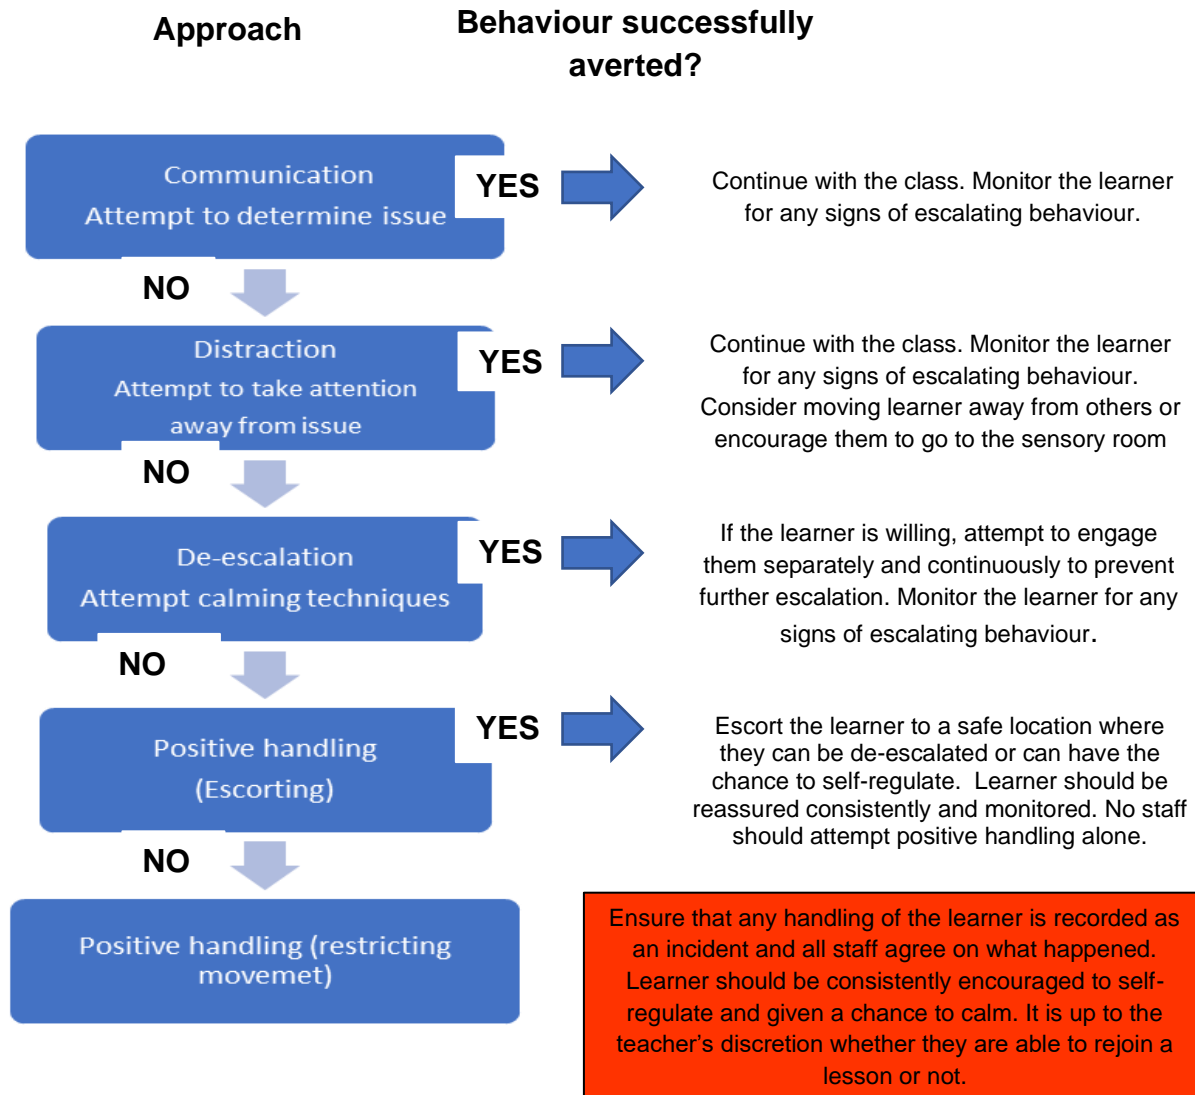 Approach
Behaviour successfully
averted?
Communication
Attempt to determine issue
YES
Continue with the class. Monitor the learner
for any signs of escalating behaviour.
NO
Distraction
Attempt to take attention
away from issue
YES
Continue with the class. Monitor the learner
for any signs of escalating behaviour.
Consider moving learner away from others or
encourage them to go to the sensory room
NO
De-escalation
Attempt calming techniques
YES
If the learner is willing, attempt to engage
them separately and continuously to prevent
further escalation. Monitor the learner for any
signs of escalating behaviour.
NO
Positive handling
(Escorting)
YES
Escort the learner to a safe location where
they can be de-escalated or can have the
chance to self-regulate. Learner should be
reassured consistently and monitored. No staff
should attempt positive handling alone.
NO
Positive handling (restricting
movemet)
Ensure that any handling of the learner is recorded as
an incident and all staff agree on what happened.
Learner should be consistently encouraged to self-
regulate and given a chance to calm. It is up to the
teacher’s discretion whether they are able to rejoin a
lesson or not.